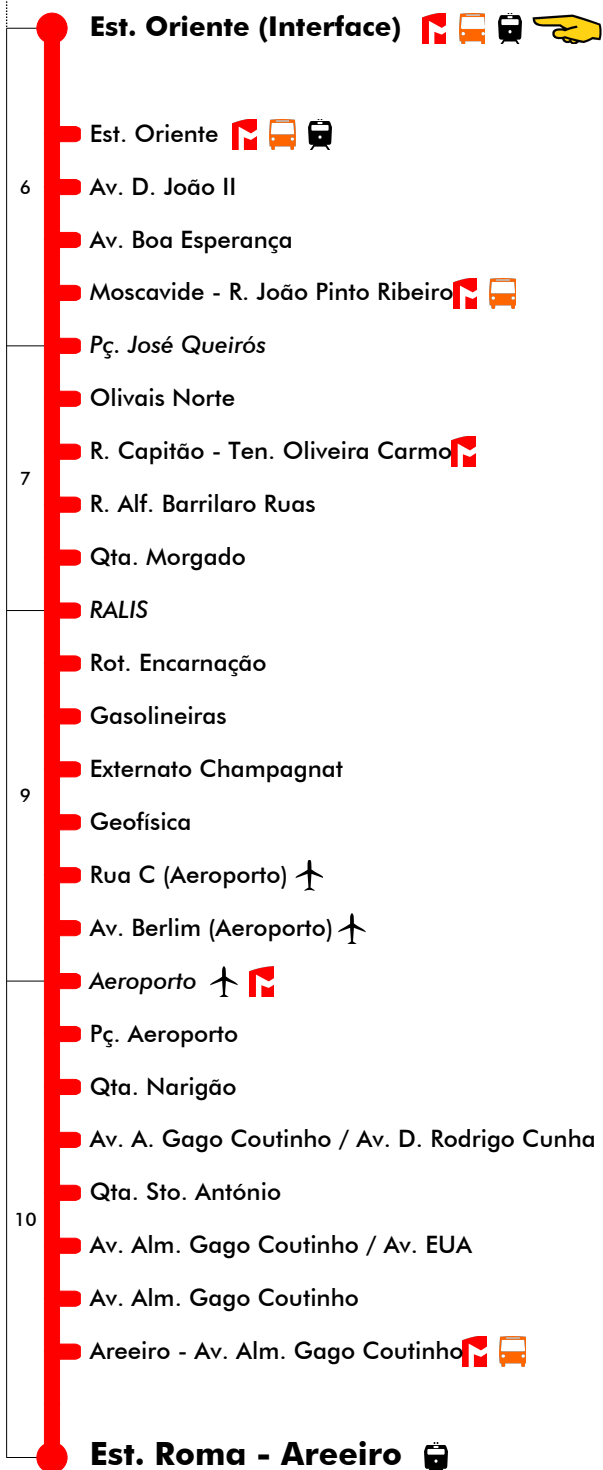 Est. Oriente (Interface)
Est. Oriente
6
Av. D. João II
Av. Boa Esperança
Moscavide - R. João Pinto Ribeiro
Pç. José Queirós
Olivais Norte
R. Capitão - Ten. Oliveira Carmo
7
R. Alf. Barrilaro Ruas
Qta. Morgado
RALIS
Rot. Encarnação
Gasolineiras
Externato Champagnat
9
Geofísica
Rua C (Aeroporto)
Av. Berlim (Aeroporto)
Aeroporto
Pç. Aeroporto
Qta. Narigão
Av. A. Gago Coutinho / Av. D. Rodrigo Cunha
Qta. Sto. António
10
Av. Alm. Gago Coutinho / Av. EUA
Av. Alm. Gago Coutinho
Areeiro - Av. Alm. Gago Coutinho
Est. Roma - Areeiro